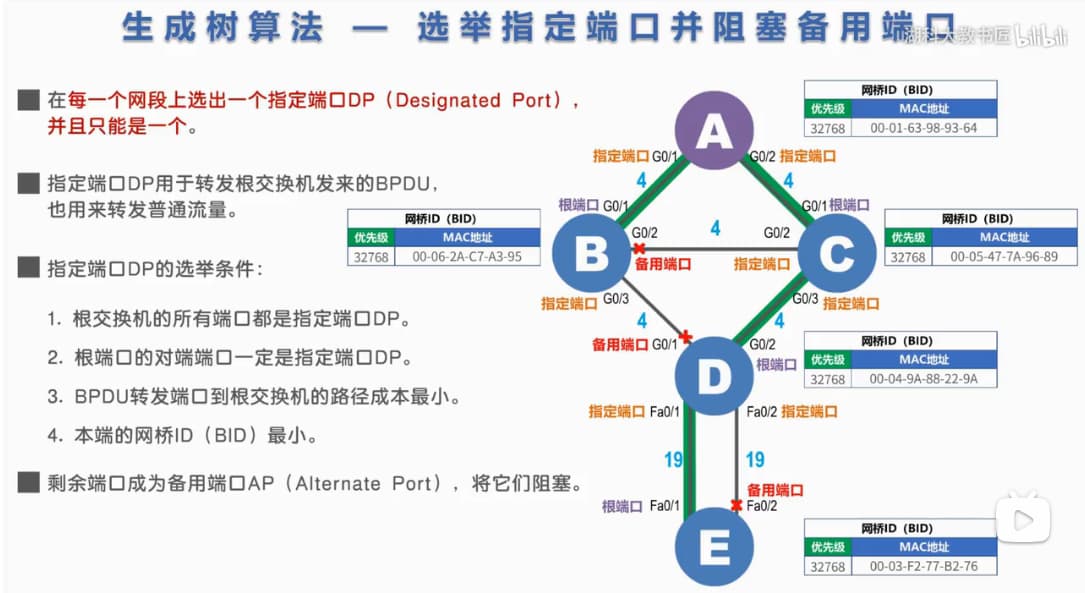 生成树算法 — 选举指定端口并阻塞备用端口
湖科大教书匠 bilibili
在每一个网段上选出一个指定端口DP（Designated Port），
并且只能是一个。
指定端口DP用于转发根交换机发来的BPDU，
也用来转发普通流量。
指定端口DP的选举条件：
1. 根交换机的所有端口都是指定端口DP。
2. 根端口的对端端口一定是指定端口DP。
3. BPDU转发端口到根交换机的路径成本最小。
4. 本端的网桥ID（BID）最小。
剩余端口成为备用端口AP（Alternate Port），将它们阻塞。
网桥ID（BID）
优先级 MAC地址
32768 00-01-63-98-93-64
A
指定端口 G0/1
G0/2 指定端口
4
4
根端口 G0/1
G0/1 根端口
网桥ID（BID）
优先级 MAC地址
32768 00-06-2A-C7-A3-95
网桥ID（BID）
优先级 MAC地址
32768 00-05-47-7A-96-89
B
G0/2
4
G0/2
C
备用端口
指定端口
指定端口 G0/3
G0/3 指定端口
4
4
备用端口 G0/1
G0/2
根端口
D
网桥ID（BID）
优先级 MAC地址
32768 00-04-9A-88-22-9A
指定端口 Fa0/1
Fa0/2 指定端口
19
19
备用端口
根端口 Fa0/1
Fa0/2
E
网桥ID（BID）
优先级 MAC地址
32768 00-03-F2-77-B2-76